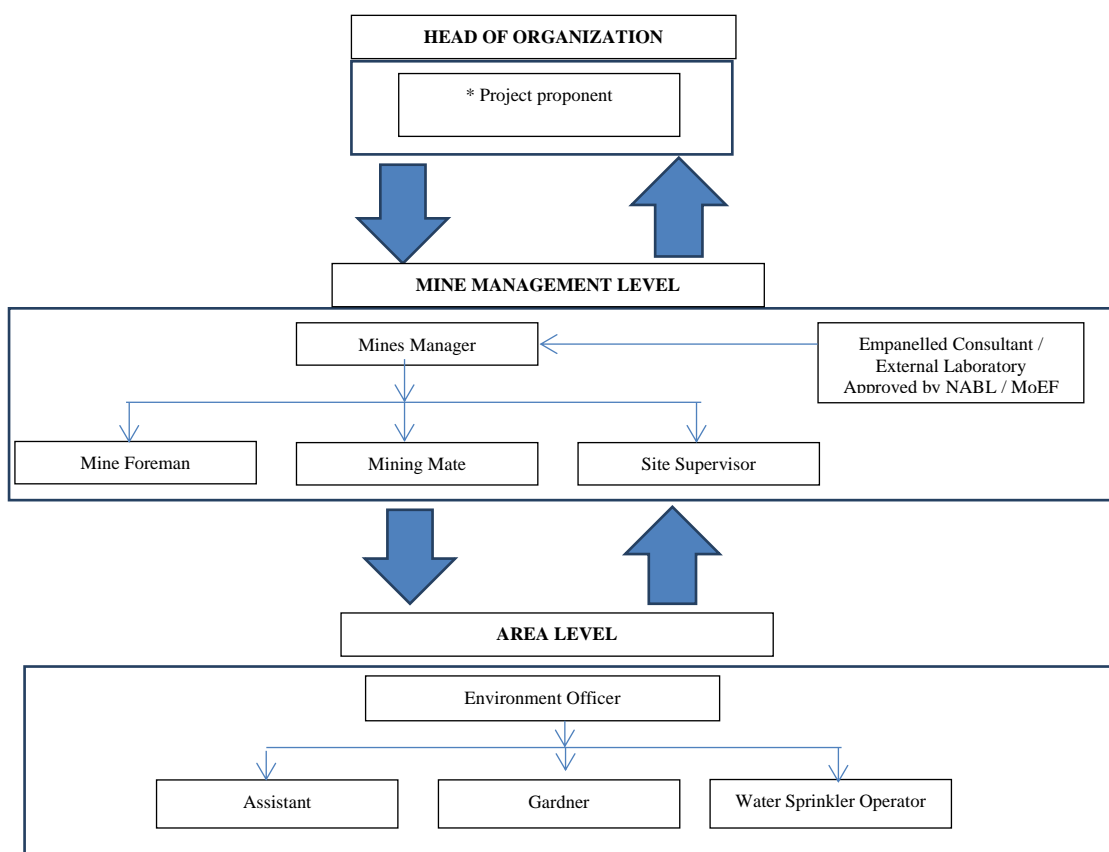 HEAD OF ORGANIZATION
* Project proponent
MINE MANAGEMENT LEVEL
Mines Manager
Empanelled Consultant /
External Laboratory
Approved by NABL / MoEF
Mine Foreman
Mining Mate
Site Supervisor
AREA LEVEL
Environment Officer
Assistant
Gardner
Water Sprinkler Operator